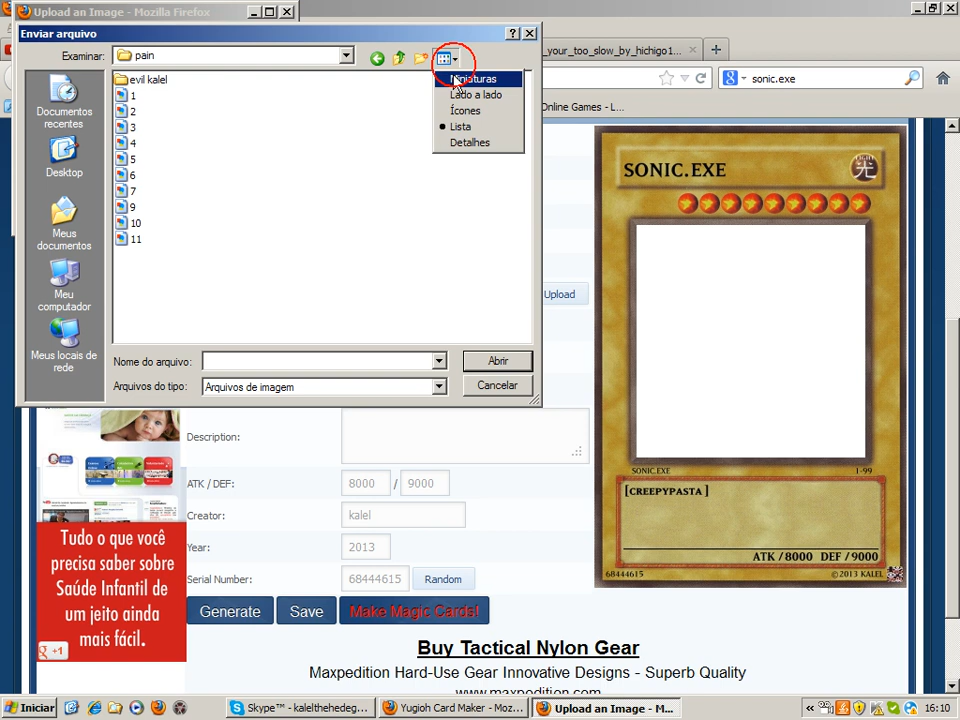 Upload an Image - Mozilla Firefox
Enviar arquivo
Examinar:
pain
_your_too_slow_by_hichigo1...
sonic.exe
Online Games - L...
Documentos recentes
Desktop
Meus documentos
Meu computador
Meus locais de rede
evil kalel
1
2
3
4
5
6
7
9
10
11
Miniaturas
Lado a lado
Ícones
Lista
Detalhes
Nome do arquivo:
Abrir
Arquivos do tipo:
Arquivos de imagem
Cancelar
Upload
Description:
ATK / DEF:
8000
/
9000
Creator:
kalel
Year:
2013
Serial Number:
68444615
Random
Generate
Save
Make Magic Cards!
Tudo o que você
precisa saber sobre
Saúde Infantil de
um jeito ainda
mais fácil.
+1
SONIC.EXE
LIGHT
光
SONIC.EXE
1-99
[CREEPYPASTA]
ATK / 8000 DEF / 9000
68444615
©2013 KALEL
Buy Tactical Nylon Gear
Maxpedition Hard-Use Gear Innovative Designs - Superb Quality
www.maxpedition.com
Iniciar
Skype™ - kalelthehedeg...
Yugioh Card Maker - Moz...
Upload an Image - M...
16:10